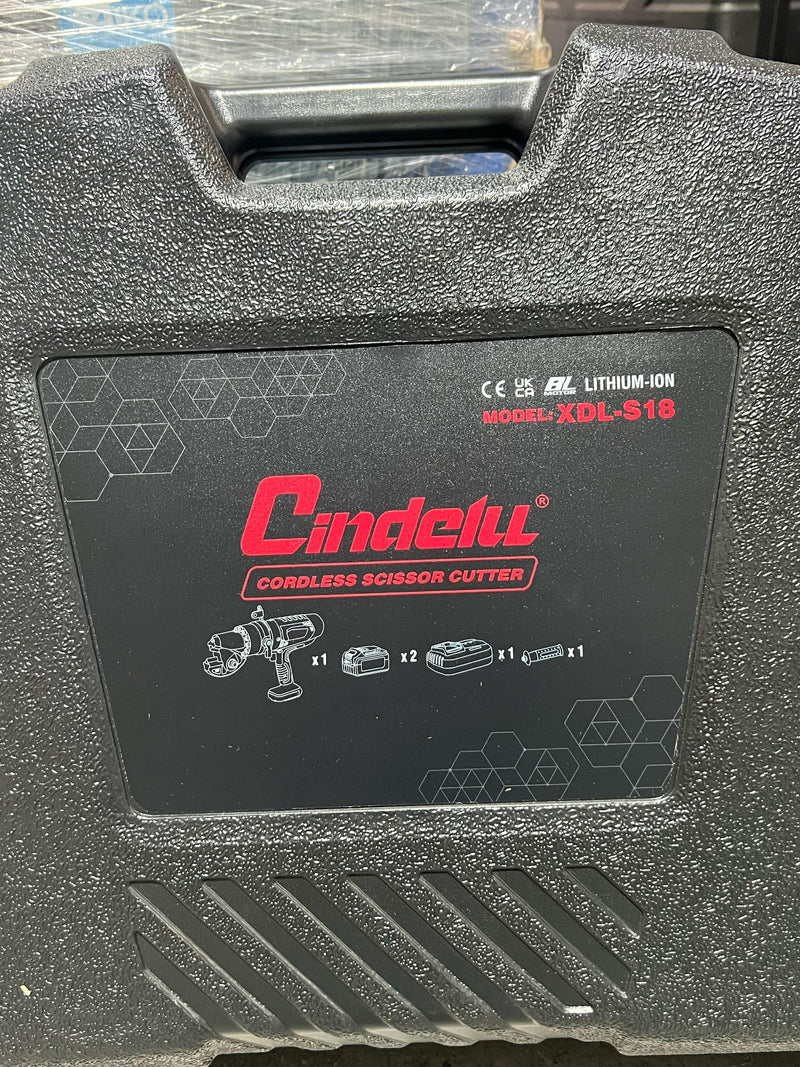 CE UK CA BL MOTOR LITHIUM-ION
MODEL: XDL-S18
Cindelu®
CORDLESS SCISSOR CUTTER
x1 x2 x1 x1